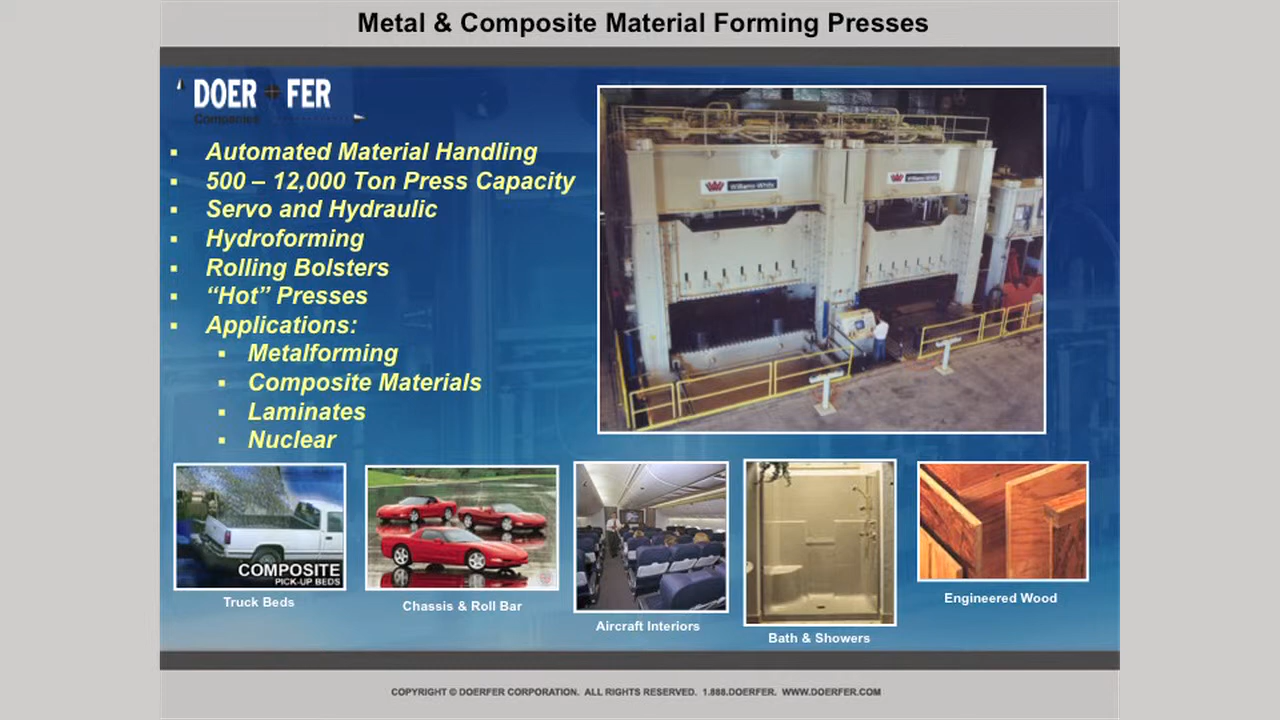 Metal & Composite Material Forming Presses
DOER FER
Companies
▪ Automated Material Handling
▪ 500 – 12,000 Ton Press Capacity
▪ Servo and Hydraulic
▪ Hydroforming
▪ Rolling Bolsters
▪ “Hot” Presses
▪ Applications:
▪ Metalforming
▪ Composite Materials
▪ Laminates
▪ Nuclear
Williams White
Williams White
COMPOSITE
PICK-UP BEDS
Truck Beds
Chassis & Roll Bar
Aircraft Interiors
Bath & Showers
Engineered Wood
COPYRIGHT © DOERFER CORPORATION. ALL RIGHTS RESERVED. 1.888.DOERFER. WWW.DOERFER.COM